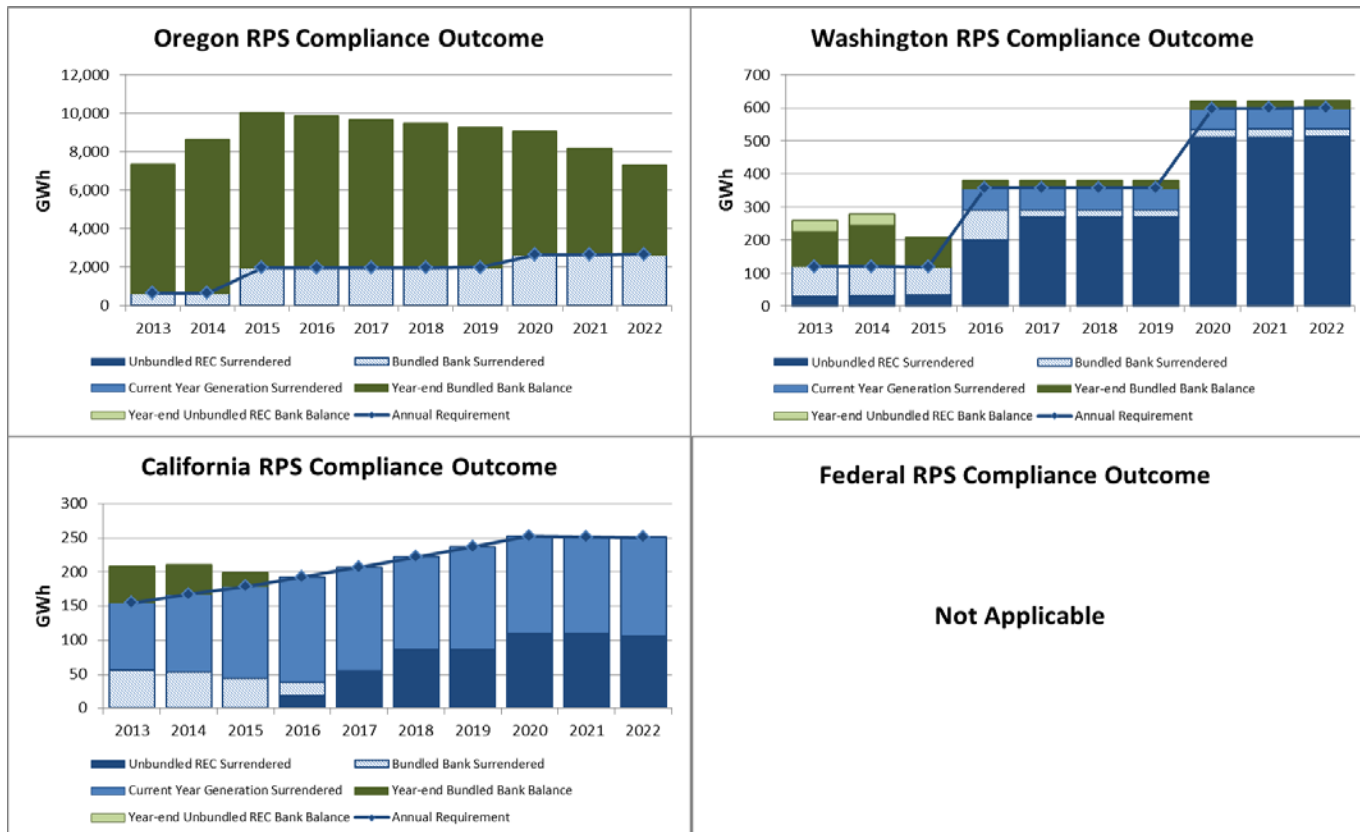 Oregon RPS Compliance Outcome
GWh
12,000
10,000
8,000
6,000
4,000
2,000
0
2013 2014 2015 2016 2017 2018 2019 2020 2021 2022
Unbundled REC Surrendered Bundled Bank Surrendered
Current Year Generation Surrendered Year-end Bundled Bank Balance
Year-end Unbundled REC Bank Balance Annual Requirement
Washington RPS Compliance Outcome
GWh
700
600
500
400
300
200
100
0
2013 2014 2015 2016 2017 2018 2019 2020 2021 2022
Unbundled REC Surrendered Bundled Bank Surrendered
Current Year Generation Surrendered Year-end Bundled Bank Balance
Year-end Unbundled REC Bank Balance Annual Requirement
California RPS Compliance Outcome
GWh
300
250
200
150
100
50
0
2013 2014 2015 2016 2017 2018 2019 2020 2021 2022
Unbundled REC Surrendered Bundled Bank Surrendered
Current Year Generation Surrendered Year-end Bundled Bank Balance
Year-end Unbundled REC Bank Balance Annual Requirement
Federal RPS Compliance Outcome
Not Applicable